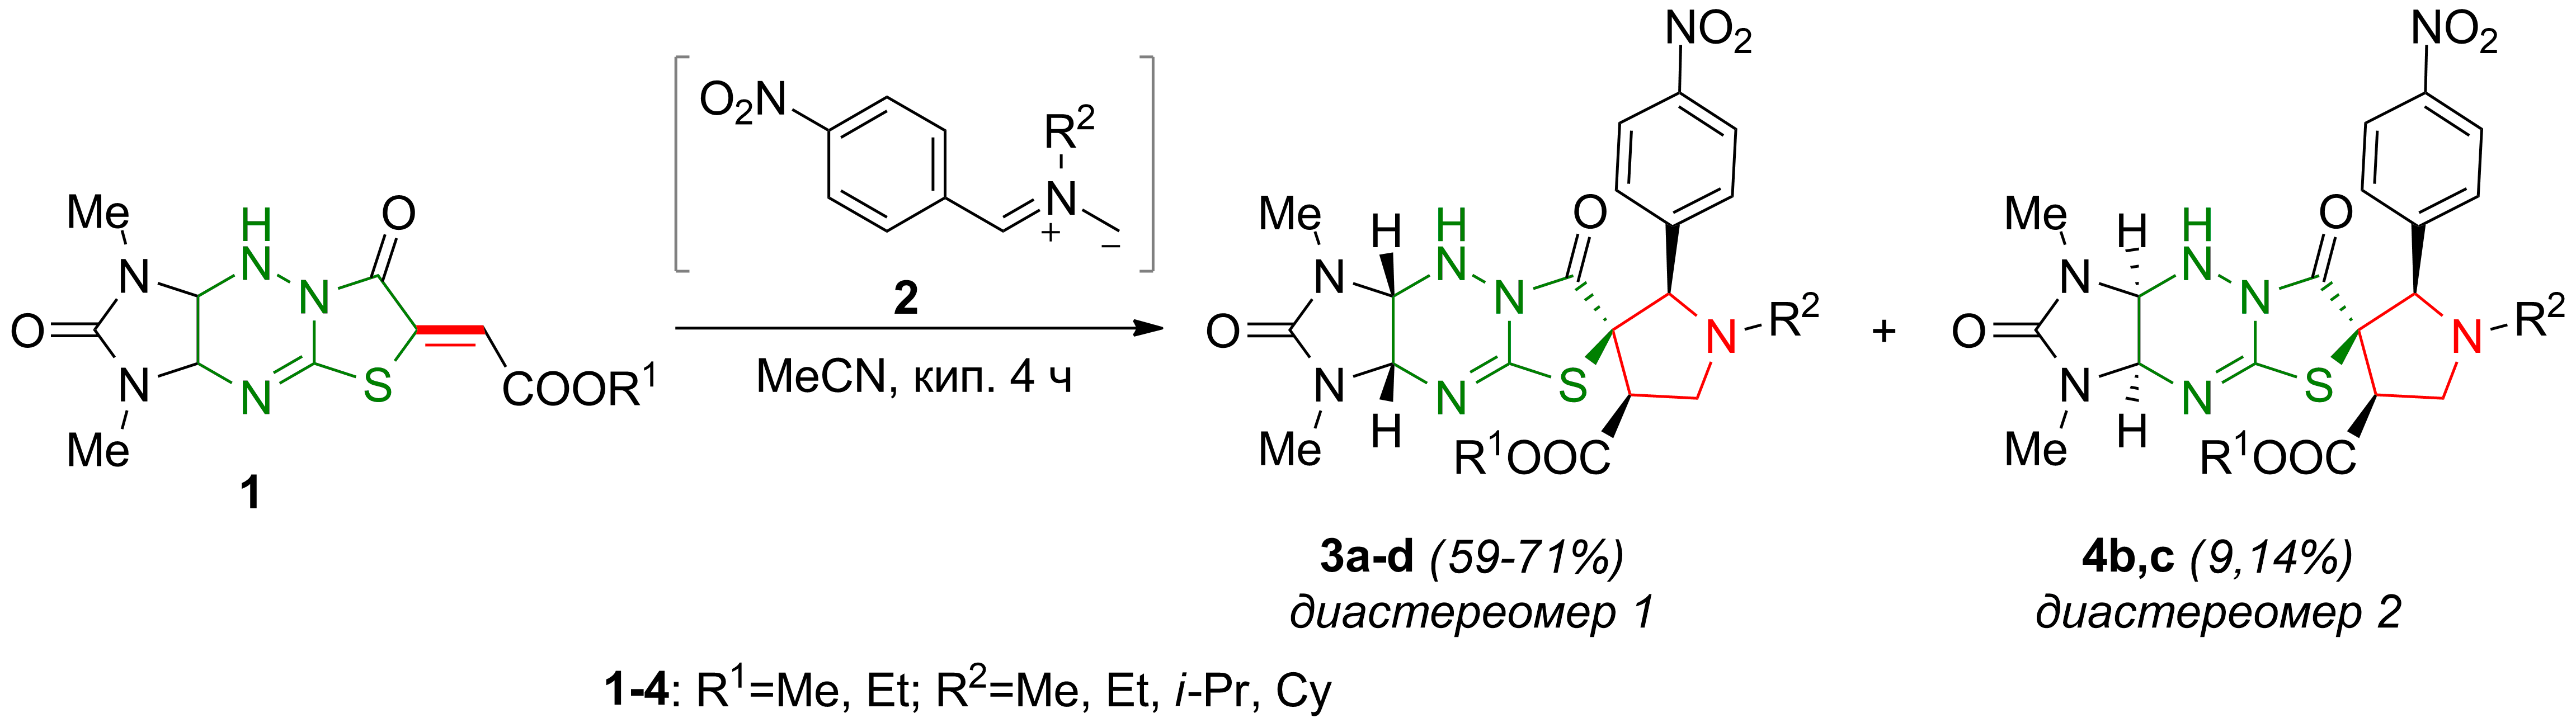 Me
N
O
N
Me
H
N
N
N
S
O
COOR¹
1
O₂N
R²
N
+
−
2
MeCN, кип. 4 ч
Me
N
O
N
Me
H
H
H
N
N
N
S
O
NO₂
N
R²
R¹OOC
3a-d (59-71%)
диастереомер 1
+
Me
N
O
N
Me
H
H
H
N
N
N
S
O
NO₂
N
R²
R¹OOC
4b,c (9,14%)
диастереомер 2
1-4: R¹=Me, Et; R²=Me, Et, i-Pr, Cy